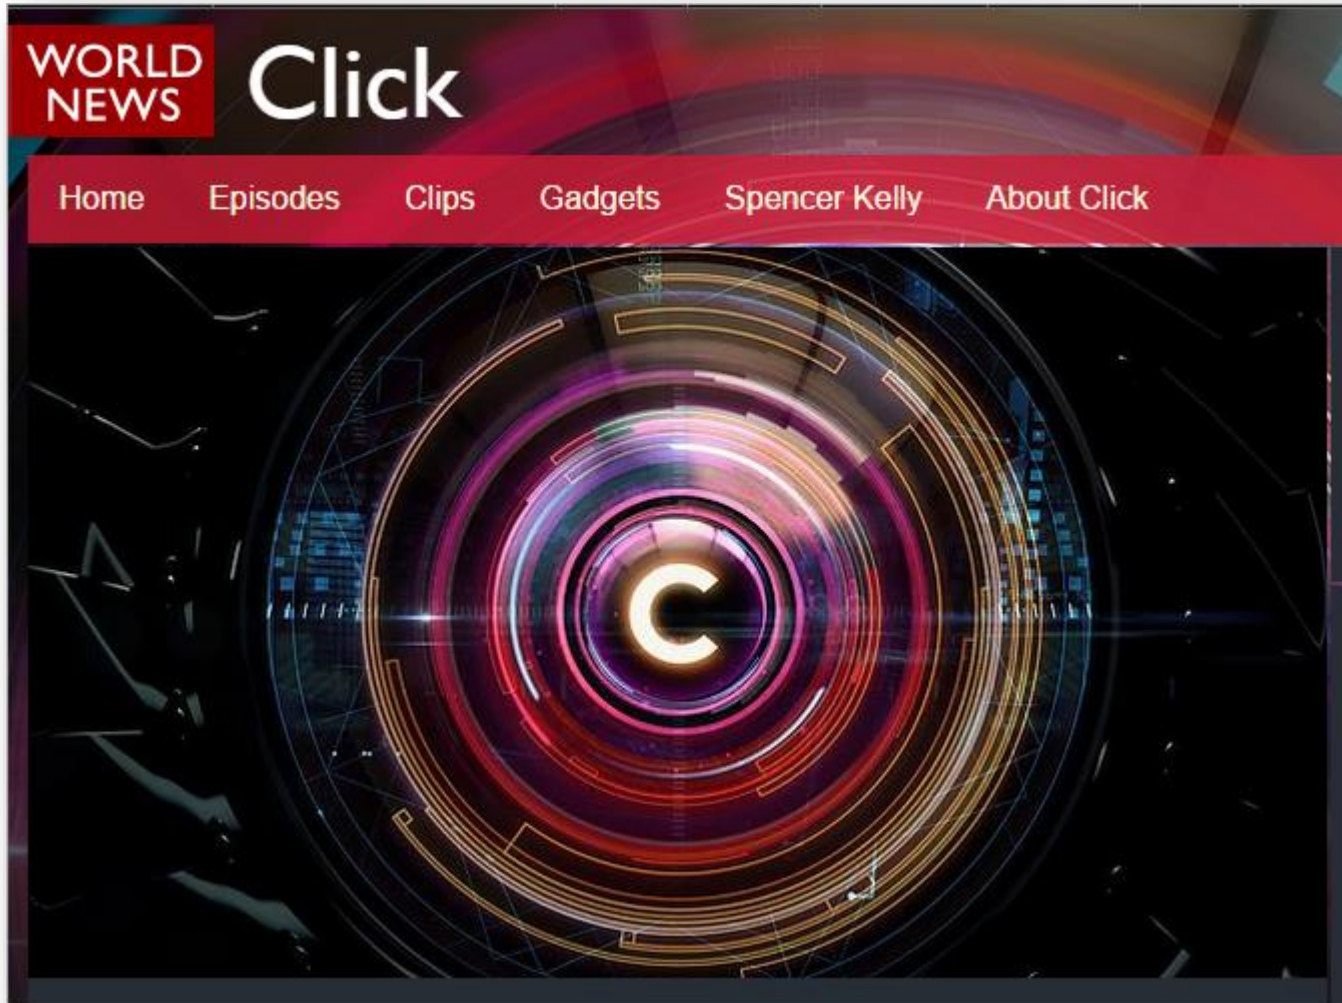 WORLD
NEWS
Click
Home Episodes Clips Gadgets Spencer Kelly About Click
C